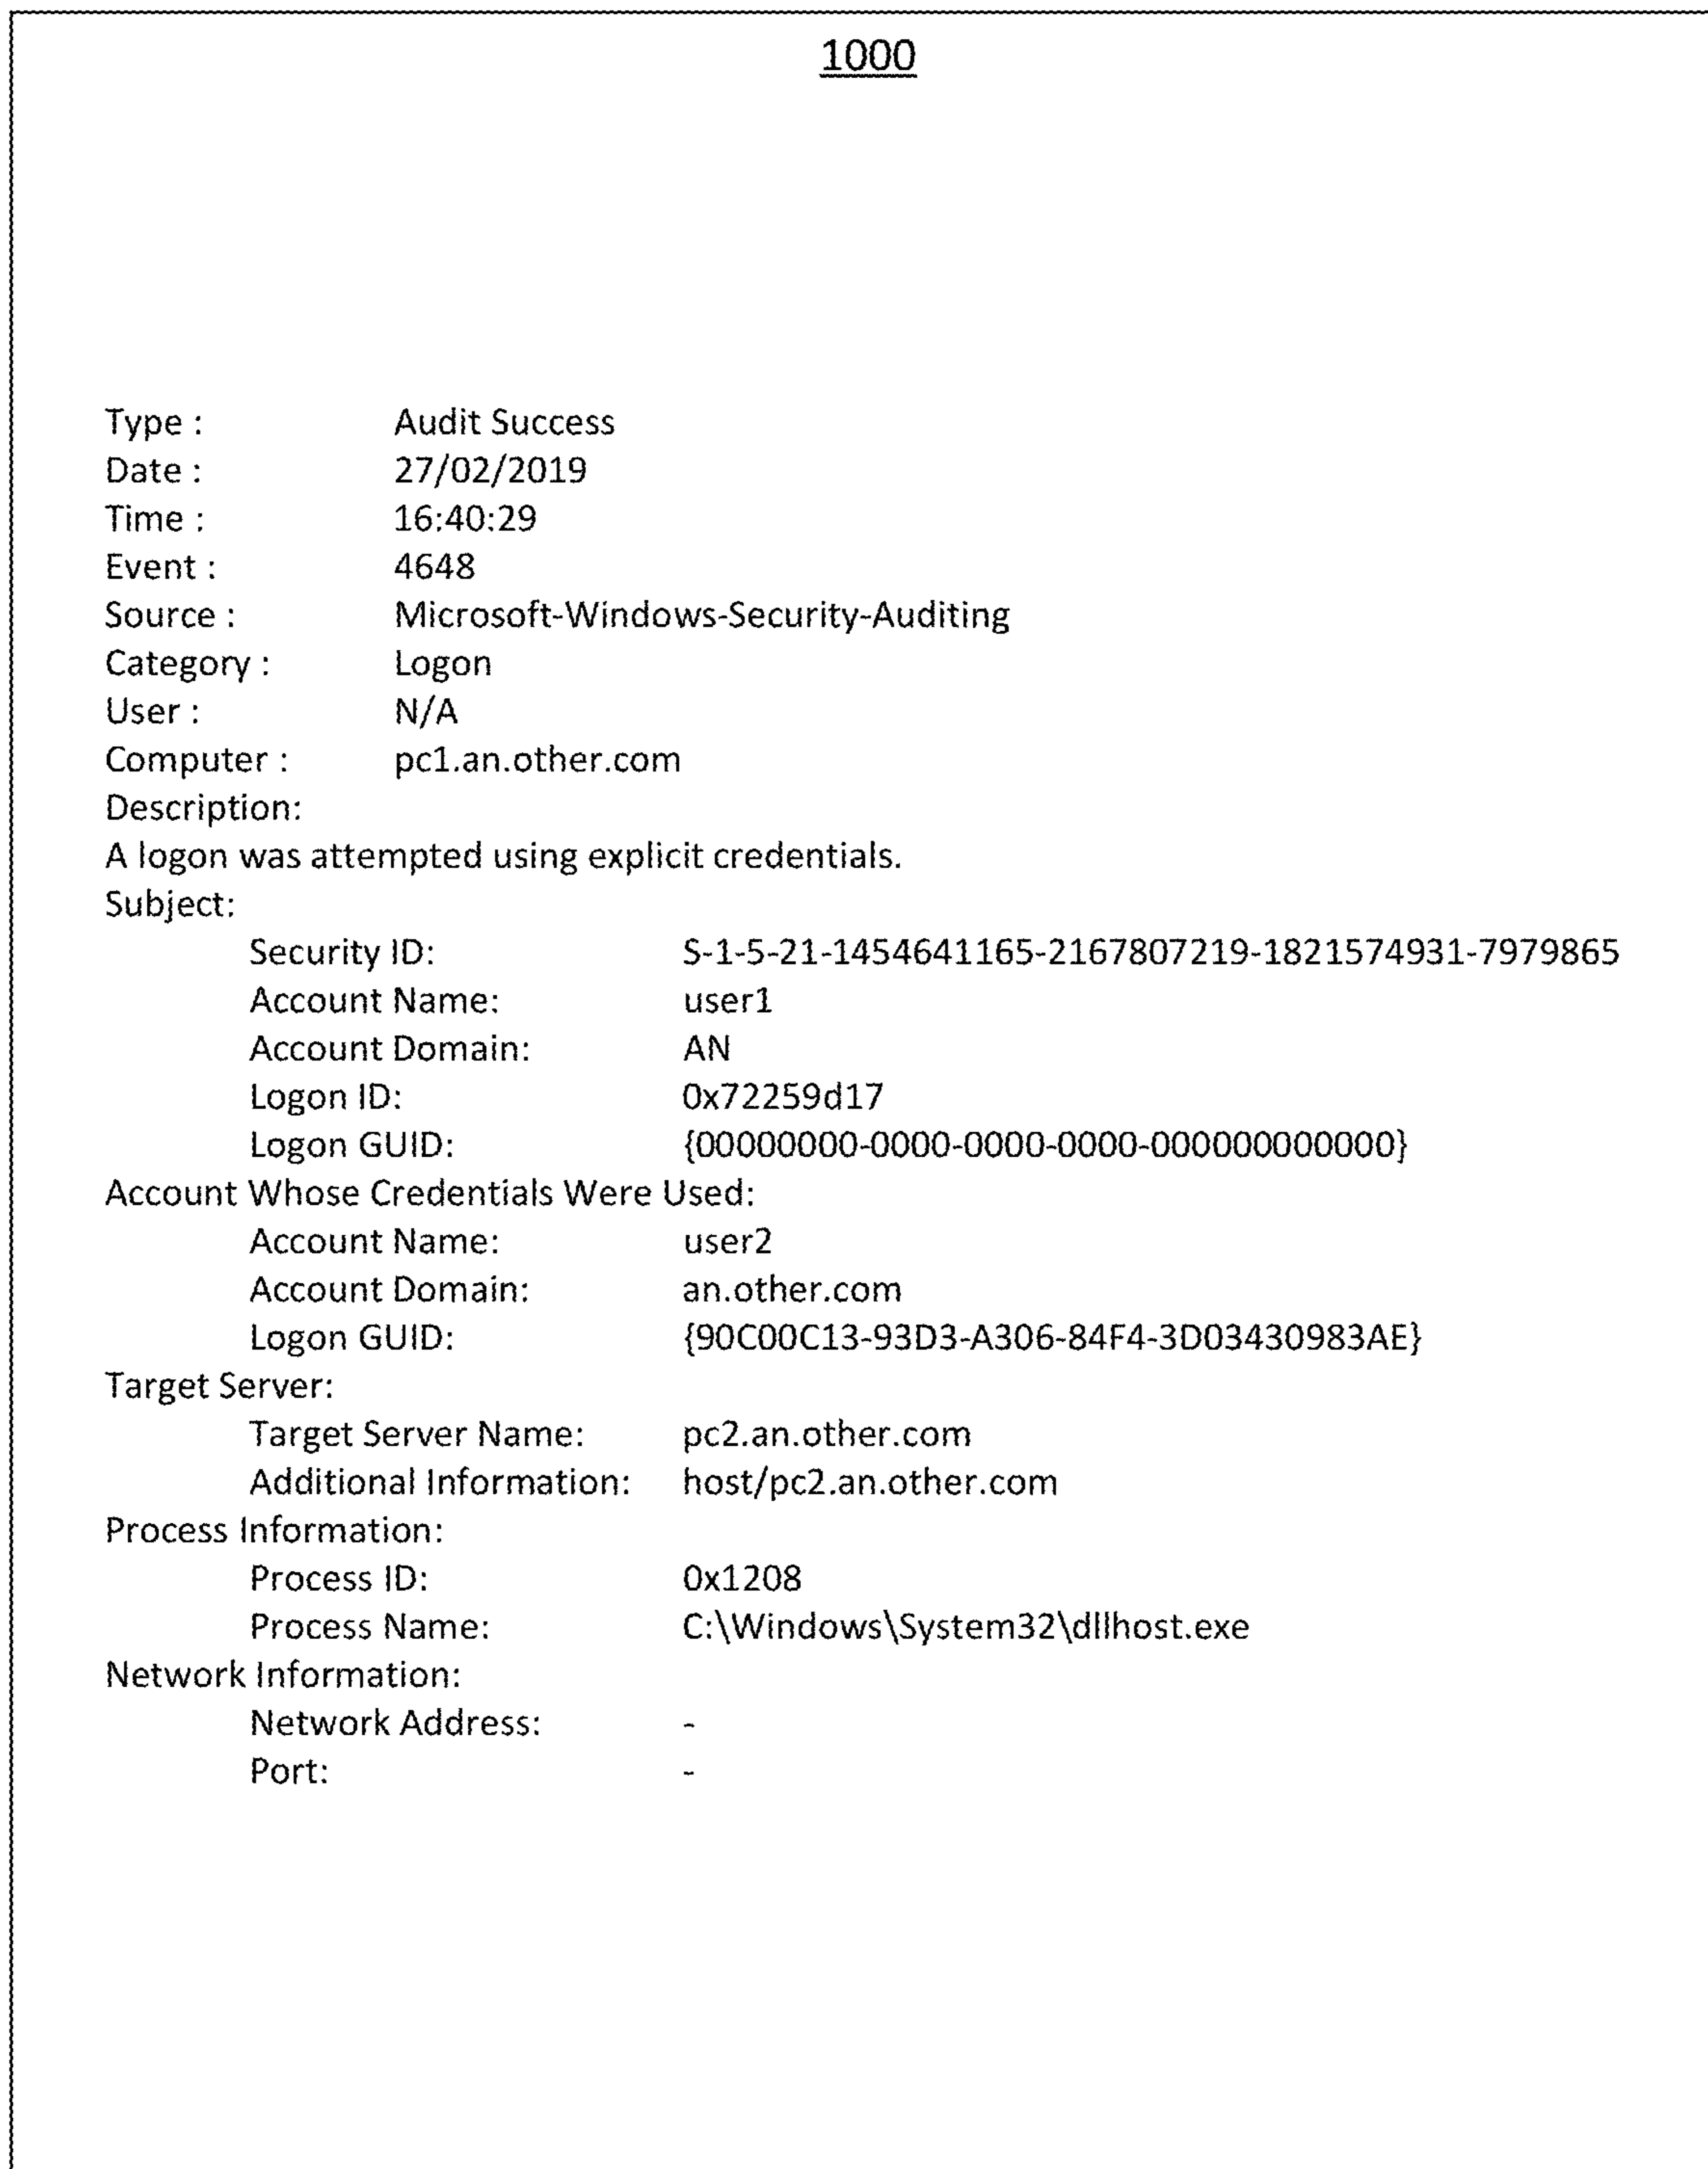 1000
Type : Audit Success
Date : 27/02/2019
Time : 16:40:29
Event : 4648
Source : Microsoft-Windows-Security-Auditing
Category : Logon
User : N/A
Computer : pc1.an.other.com
Description:
A logon was attempted using explicit credentials.
Subject:
Security ID: S-1-5-21-1454641165-2167807219-1821574931-7979865
Account Name: user1
Account Domain: AN
Logon ID: 0x72259d17
Logon GUID: {00000000-0000-0000-0000-000000000000}
Account Whose Credentials Were Used:
Account Name: user2
Account Domain: an.other.com
Logon GUID: {90C00C13-93D3-A306-84F4-3D03430983AE}
Target Server:
Target Server Name: pc2.an.other.com
Additional Information: host/pc2.an.other.com
Process Information:
Process ID: 0x1208
Process Name: C:\Windows\System32\dllhost.exe
Network Information:
Network Address: -
Port: -